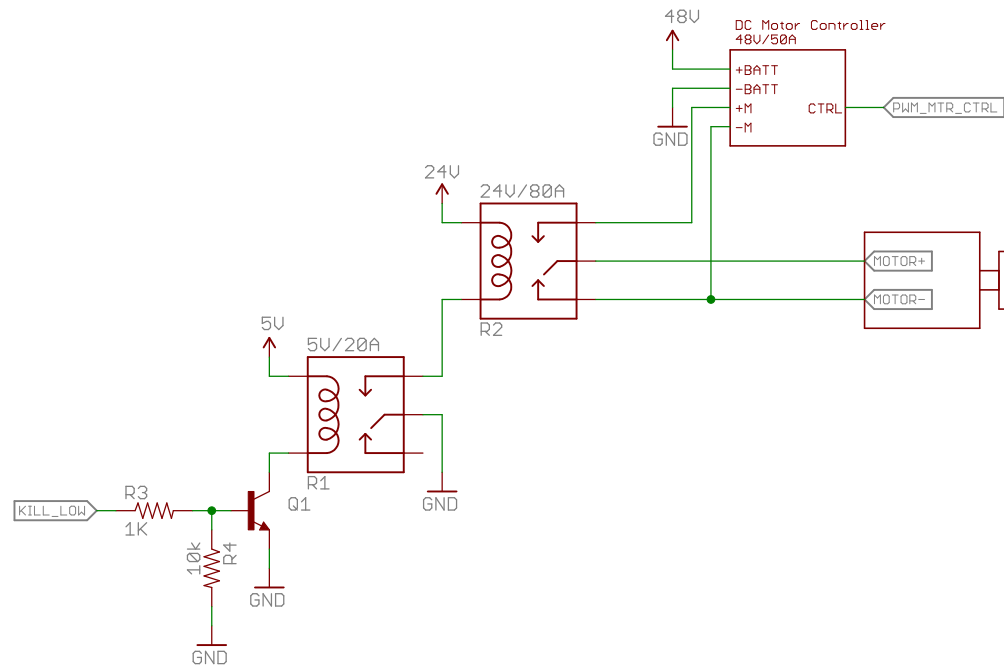 48V
DC Motor Controller
48V/50A
+BATT
-BATT
+M
-M
CTRL
PWM_MTR_CTRL
GND
24V
24V/80A
MOTOR+
MOTOR-
R2
5V
5V/20A
R1
GND
KILL_LOW
R3
1K
Q1
10k
R4
GND
GND